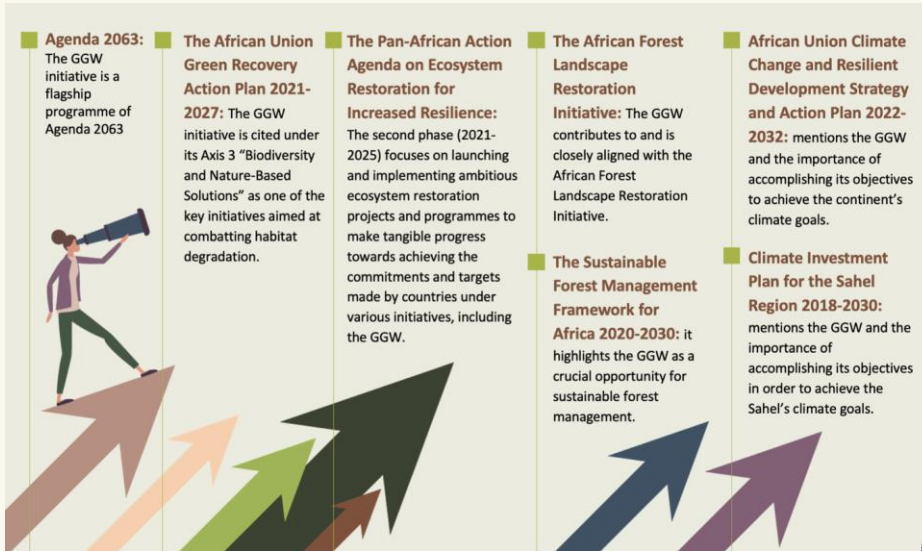 Agenda 2063:
The GGW
initiative is a
flagship
programme of
Agenda 2063
The African Union
Green Recovery
Action Plan 2021-
2027: The GGW
initiative is cited under
its Axis 3 “Biodiversity
and Nature-Based
Solutions” as one of the
key initiatives aimed at
combatting habitat
degradation.
The Pan-African Action
Agenda on Ecosystem
Restoration for
Increased Resilience:
The second phase (2021-
2025) focuses on launching
and implementing ambitious
ecosystem restoration
projects and programmes to
make tangible progress
towards achieving the
commitments and targets
made by countries under
various initiatives, including
the GGW.
The African Forest
Landscape
Restoration
Initiative: The GGW
contributes to and is
closely aligned with the
African Forest
Landscape Restoration
Initiative.
The Sustainable
Forest Management
Framework for
Africa 2020-2030: it
highlights the GGW as a
crucial opportunity for
sustainable forest
management.
African Union Climate
Change and Resilient
Development Strategy
and Action Plan 2022-
2032: mentions the GGW
and the importance of
accomplishing its objectives
to achieve the continent’s
climate goals.
Climate Investment
Plan for the Sahel
Region 2018-2030:
mentions the GGW and the
importance of
accomplishing its objectives
in order to achieve the
Sahel’s climate goals.